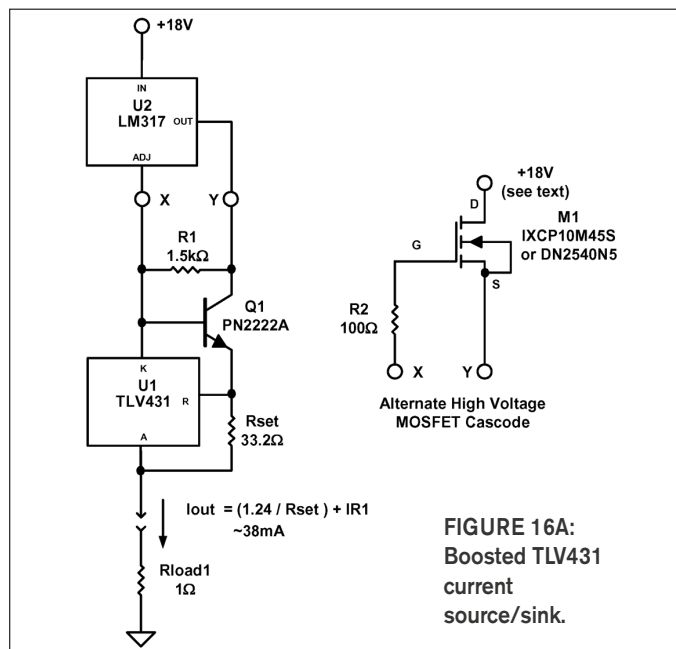 +18V
IN
U2
LM317
OUT
ADJ
X
Y
R1
1.5kΩ
Q1
PN2222A
K
U1
TLV431
R
A
Rset
33.2Ω
Iout = (1.24 / Rset ) + IR1
~38mA
Rload1
1Ω
+18V
(see text)
D
M1
IXCP10M45S
or DN2540N5
G
S
R2
100Ω
X
Y
Alternate High Voltage
MOSFET Cascode
FIGURE 16A:
Boosted TLV431
current
source/sink.